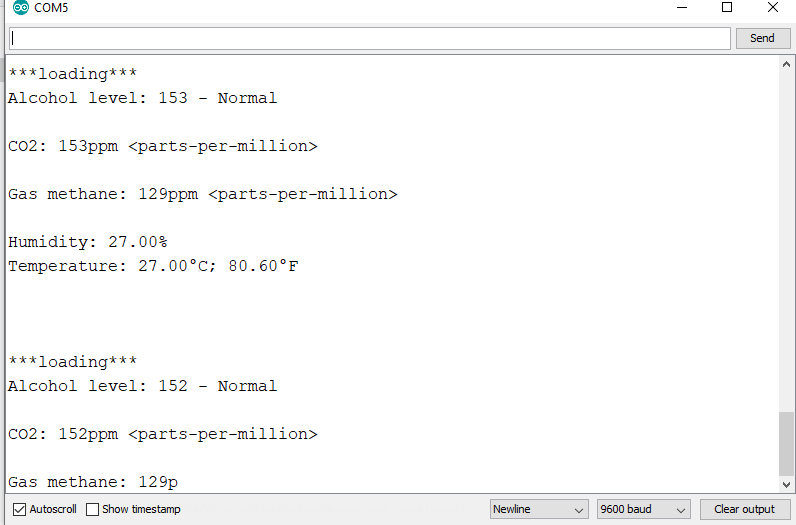 COM5
Send
***loading***
Alcohol level: 153 - Normal
CO2: 153ppm <parts-per-million>
Gas methane: 129ppm <parts-per-million>
Humidity: 27.00%
Temperature: 27.00°C; 80.60°F
***loading***
Alcohol level: 152 - Normal
CO2: 152ppm <parts-per-million>
Gas methane: 129p
Autoscroll Show timestamp Newline 9600 baud Clear output